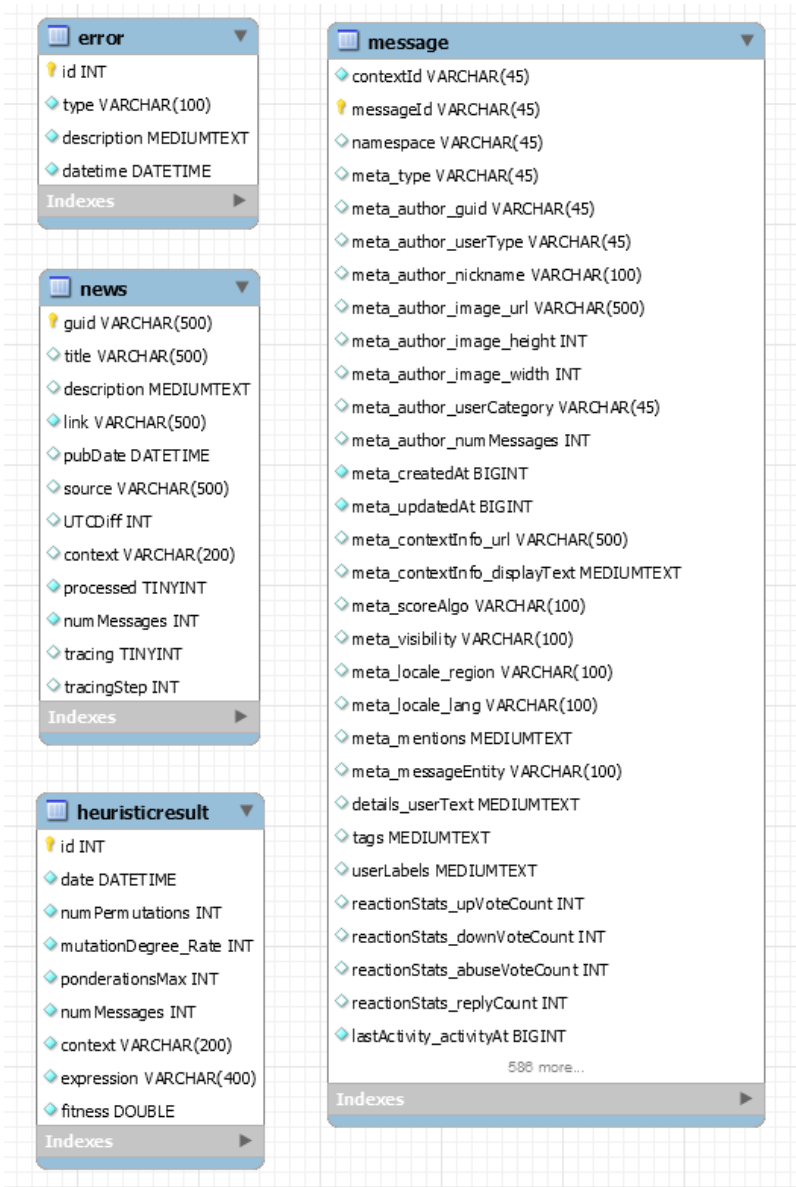 error
id INT
type VARCHAR(100)
description MEDIUMTEXT
datetime DATETIME
Indexes
news
guid VARCHAR(500)
title VARCHAR(500)
description MEDIUMTEXT
link VARCHAR(500)
pubDate DATETIME
source VARCHAR(500)
UTCDiff INT
context VARCHAR(200)
processed TINYINT
numMessages INT
tracing TINYINT
tracingStep INT
Indexes
heuristicresult
id INT
date DATETIME
numPermutations INT
mutationDegree_Rate INT
ponderationsMax INT
numMessages INT
context VARCHAR(200)
expression VARCHAR(400)
fitness DOUBLE
Indexes
message
contextId VARCHAR(45)
messageId VARCHAR(45)
namespace VARCHAR(45)
meta_type VARCHAR(45)
meta_author_guid VARCHAR(45)
meta_author_userType VARCHAR(45)
meta_author_nickname VARCHAR(100)
meta_author_image_url VARCHAR(500)
meta_author_image_height INT
meta_author_image_width INT
meta_author_userCategory VARCHAR(45)
meta_author_numMessages INT
meta_createdAt BIGINT
meta_updatedAt BIGINT
meta_contextInfo_url VARCHAR(500)
meta_contextInfo_displayText MEDIUMTEXT
meta_scoreAlgo VARCHAR(100)
meta_visibility VARCHAR(100)
meta_locale_region VARCHAR(100)
meta_locale_lang VARCHAR(100)
meta_mentions MEDIUMTEXT
meta_messageEntity VARCHAR(100)
details_userText MEDIUMTEXT
tags MEDIUMTEXT
userLabels MEDIUMTEXT
reactionStats_upVoteCount INT
reactionStats_downVoteCount INT
reactionStats_abuseVoteCount INT
reactionStats_replyCount INT
lastActivity_activityAt BIGINT
586 more...
Indexes